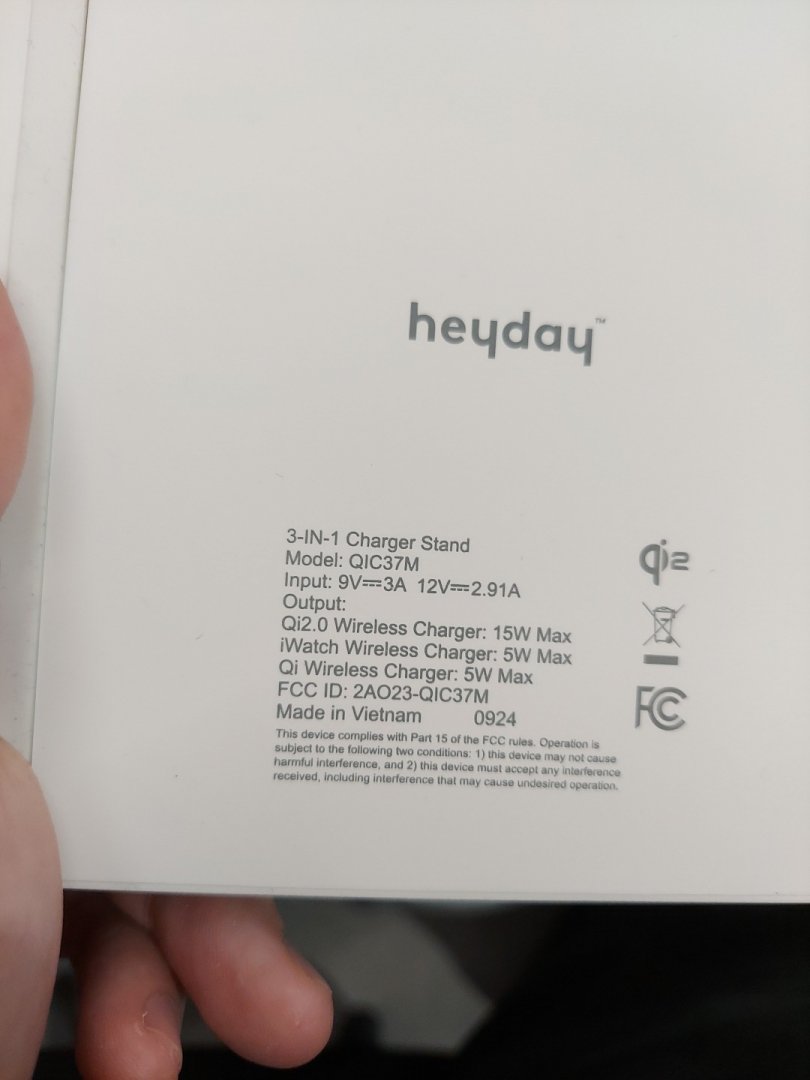 heyday™
3-IN-1 Charger Stand
Model: QIC37M
Input: 9V⎓3A 12V⎓2.91A
Output:
Qi2.0 Wireless Charger: 15W Max
iWatch Wireless Charger: 5W Max
Qi Wireless Charger: 5W Max
FCC ID: 2AO23-QIC37M
Made in Vietnam 0924
This device complies with Part 15 of the FCC rules. Operation is
subject to the following two conditions: 1) this device may not cause
harmful interference, and 2) this device must accept any interference
received, including interference that may cause undesired operation.
qi2
FC